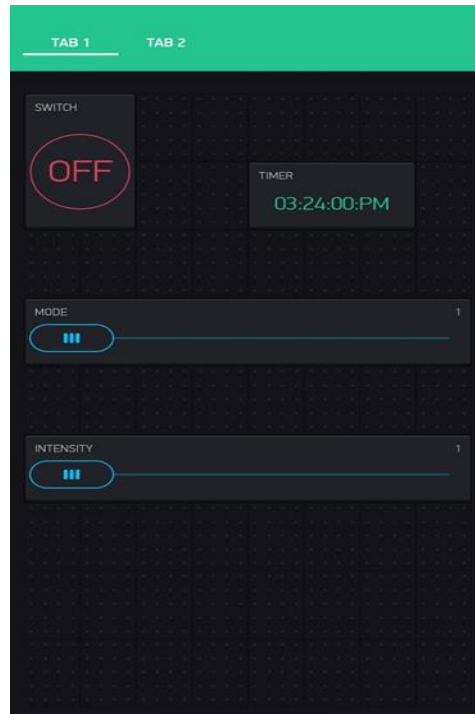 TAB 1 TAB 2
SWITCH
OFF
TIMER
03:24:00:PM
MODE 1
INTENSITY 1